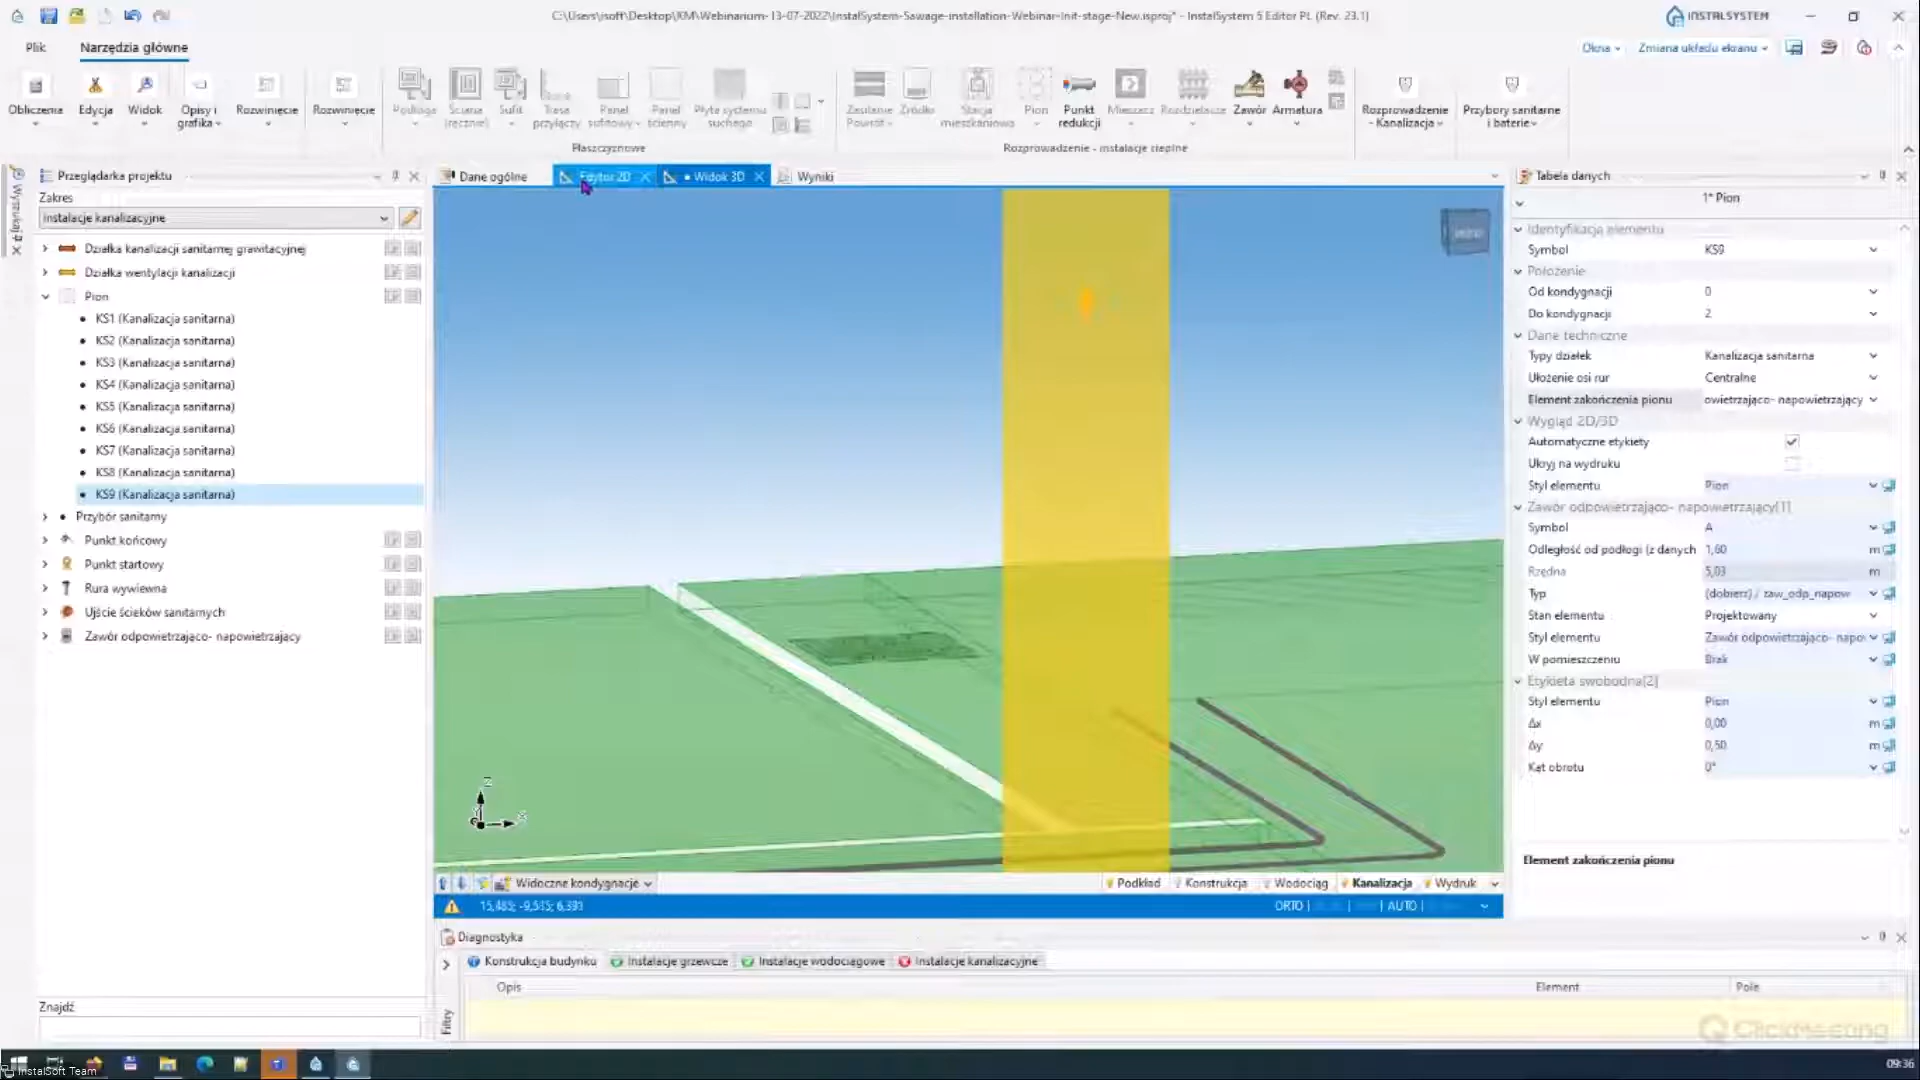 C:\Users\jsoft\Desktop\KM\Webinarium-13-07-2022\InstalSystem-Sawage-installation-Webinar-Init-stage-New.isproj* - InstalSystem 5 Editor PL (Rev. 23.1)
INSTALSYSTEM
Plik
Narzędzia główne
Okna
Zmiana układu ekranu
Obliczenia
Edycja
Widok
Opisy i grafika
Rozwinięcie
Rozwinięcie
Podłoga
Ściana (ręcznie)
Sufit
Trasa przyłączy
Panel sufitowy
Panel ścienny
Płyte systemu suchego
Płaszczyznowe
Zasilanie Powrót
Źródło
Stacja mieszkaniowa
Pion
Punkt redukcji
Mieszacz
Rozdzielacze
Zawór
Armatura
Rozprowadzenie - instalacje cieplne
Rozprowadzenie - Kanalizacja
Przybory sanitarne i baterie
Wyszukaj
Przeglądarka projektu
Zakres
Instalacje kanalizacyjne
Działka kanalizacji sanitarnej grawitacyjnej
Działka wentylacji kanalizacji
Pion
KS1 (Kanalizacja sanitarna)
KS2 (Kanalizacja sanitarna)
KS3 (Kanalizacja sanitarna)
KS4 (Kanalizacja sanitarna)
KS5 (Kanalizacja sanitarna)
KS6 (Kanalizacja sanitarna)
KS7 (Kanalizacja sanitarna)
KS8 (Kanalizacja sanitarna)
KS9 (Kanalizacja sanitarna)
Przybór sanitarny
Punkt końcowy
Punkt startowy
Rura wywiewna
Ujście ścieków sanitarnych
Zawór odpowietrzająco- napowietrzający
Znajdź
Dane ogólne
Edytor 2D
Widok 3D
Wyniki
Z
X
Widoczne kondygnacje
Podkład
Konstrukcja
Wodociąg
Kanalizacja
Wydruk
15,485; -9,515; 6,391
ORTO |
| AUTO |
Diagnostyka
Konstrukcja budynku
Instalacje grzewcze
Instalacje wodociągowe
Instalacje kanalizacyjne
Filtry
Opis
Element
Pole
Tabela danych
1* Pion
Identyfikacja elementu
Symbol KS9
Położenie
Od kondygnacji 0
Do kondygnacji 2
Dane techniczne
Typy działek Kanalizacja sanitarna
Ułożenie osi rur Centralne
Element zakończenia pionu owietrzająco- napowietrzający
Wygląd 2D/3D
Automatyczne etykiety
Ukryj na wydruku
Styl elementu Pion
Zawór odpowietrzająco- napowietrzający[1]
Symbol A
Odległość od podłogi (z danych 1,60 m
Rzędna 5,03 m
Typ (dobierz) / zaw_odp_napow
Stan elementu Projektowany
Styl elementu Zawór odpowietrzająco- napo
W pomieszczeniu Brak
Etykieta swobodna[2]
Styl elementu Pion
Δx 0,00 m
Δy 0,50 m
Kąt obrotu 0°
Element zakończenia pionu
ClickMeeting
InstalSoft Team
09:36